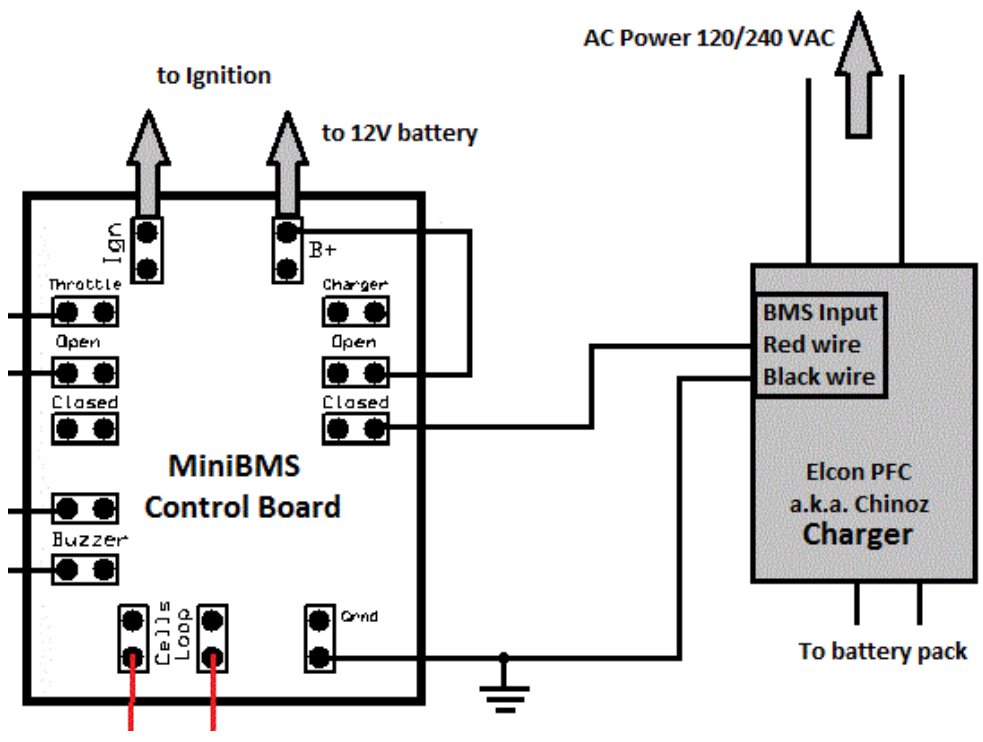 AC Power 120/240 VAC
to Ignition
to 12V battery
Ign
B+
Throttle
Charger
Open
Open
Closed
Closed
BMS Input
Red wire
Black wire
MiniBMS
Control Board
Elcon PFC
a.k.a. Chinoz
Charger
Buzzer
Cells
Loop
Grnd
To battery pack